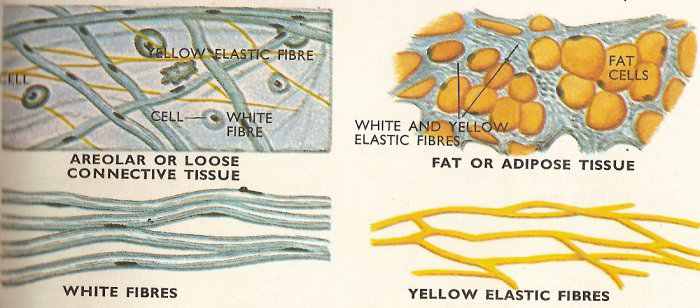 YELLOW ELASTIC FIBRE
ELL
CELL
WHITE
FIBRE
AREOLAR OR LOOSE
CONNECTIVE TISSUE
FAT
CELLS
WHITE AND YELLOW
ELASTIC FIBRES
FAT OR ADIPOSE TISSUE
WHITE FIBRES
YELLOW ELASTIC FIBRES